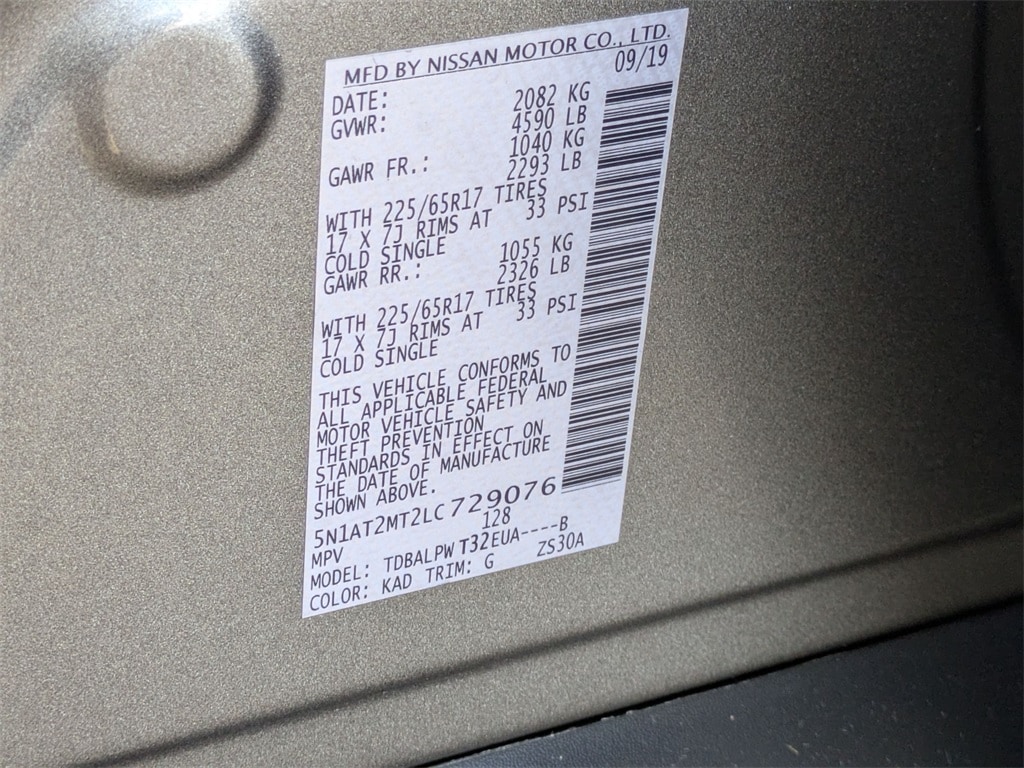 MFD BY NISSAN MOTOR CO., LTD.
DATE: 09/19
GVWR: 2082 KG
4590 LB
GAWR FR.: 1040 KG
2293 LB
WITH 225/65R17 TIRES
17 X 7J RIMS AT 33 PSI
COLD SINGLE
GAWR RR.: 1055 KG
2326 LB
WITH 225/65R17 TIRES
17 X 7J RIMS AT 33 PSI
COLD SINGLE
THIS VEHICLE CONFORMS TO
ALL APPLICABLE FEDERAL
MOTOR VEHICLE SAFETY AND
THEFT PREVENTION
STANDARDS IN EFFECT ON
THE DATE OF MANUFACTURE
SHOWN ABOVE.
5N1AT2MT2LC729076
MPV 128
MODEL: TDBALPWT32EUA----B
COLOR: KAD TRIM: G ZS30A